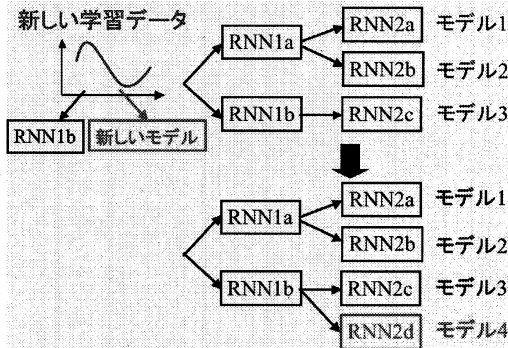 新しい学習データ
RNN1b
新しいモデル
RNN1a
RNN2a
モデル1
RNN2b
モデル2
RNN1b
RNN2c
モデル3
RNN1a
RNN2a
モデル1
RNN2b
モデル2
RNN1b
RNN2c
モデル3
RNN2d
モデル4